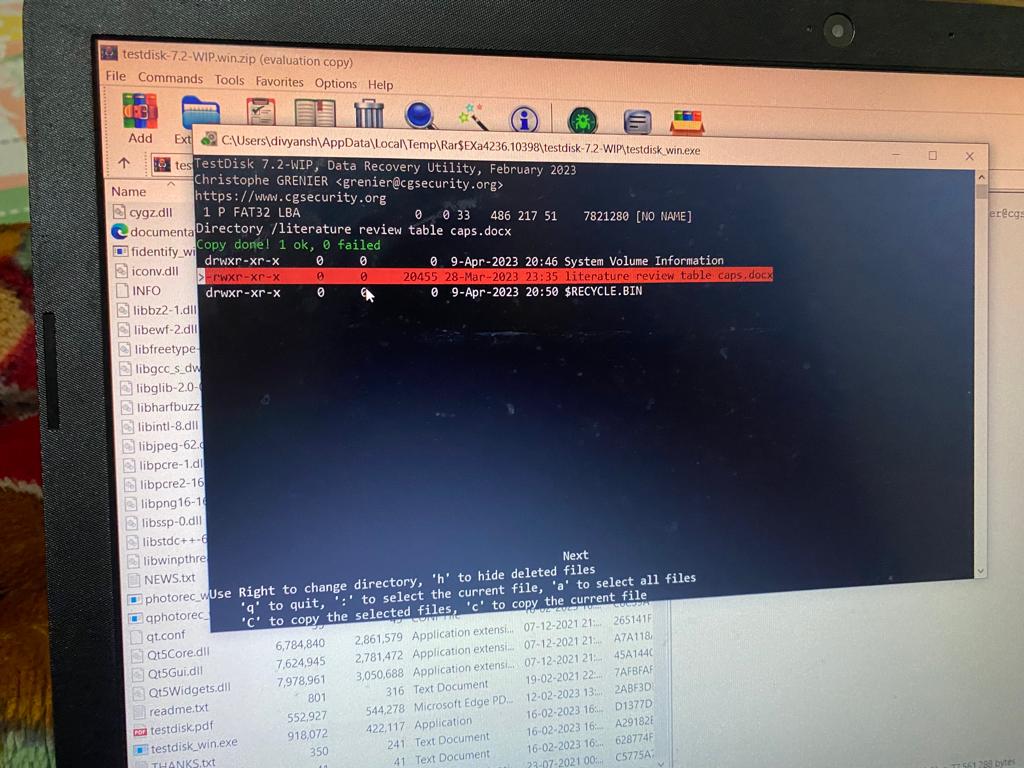 testdisk-7.2-WIP.win.zip (evaluation copy)
File Commands Tools Favorites Options Help
Add Ext
C:\Users\divyansh\AppData\Local\Temp\Rar$EXa4236.10398\testdisk-7.2-WIP\testdisk_win.exe
tes
TestDisk 7.2-WIP, Data Recovery Utility, February 2023
Christophe GRENIER <grenier@cgsecurity.org>
https://www.cgsecurity.org
1 P FAT32 LBA 0 0 33 486 217 51 7821280 [NO NAME]
Directory /literature review table caps.docx
Copy done! 1 ok, 0 failed
drwxr-xr-x 0 0 0 9-Apr-2023 20:46 System Volume Information
>-rwxr-xr-x 0 0 20455 28-Mar-2023 23:35 literature review table caps.docx
drwxr-xr-x 0 0 0 9-Apr-2023 20:50 $RECYCLE.BIN
Next
Use Right to change directory, 'h' to hide deleted files
'q' to quit, ':' to select the current file, 'a' to select all files
'C' to copy the selected files, 'c' to copy the current file
Name
cygz.dll
documenta
fidentify_wi
iconv.dll
INFO
libbz2-1.dll
libewf-2.dll
libfreetype-
libgcc_s_dw
libglib-2.0-
libharfbuzz
libintl-8.dll
libjpeg-62.
libpcre-1.dl
libpcre2-16
libpng16-16
libssp-0.dll
libstdc++-6
libwinpthre
NEWS.txt
photorec_w
qphotorec_
qt.conf
Qt5Core.dll 6,784,840 2,861,579 Application extensi... 07-12-2021 21:... 265141F
Qt5Gui.dll 7,624,945 2,781,472 Application extensi... 07-12-2021 21:... A7A118
Qt5Widgets.dll 7,978,961 3,050,688 Application extensi... 07-12-2021 21:... 45A144
readme.txt 801 316 Text Document 19-02-2021 22:... 7AFBFAF
testdisk.pdf 552,927 544,278 Microsoft Edge PD... 12-02-2023 13:... 2ABF3D
testdisk_win.exe 918,072 422,117 Application 16-02-2023 16:... D1377D
THANKS.txt 350 241 Text Document 16-02-2023 16:... A29182
41 Text Document 16-02-2023 16:... 628774F
23-07-2021 00:... C5775A